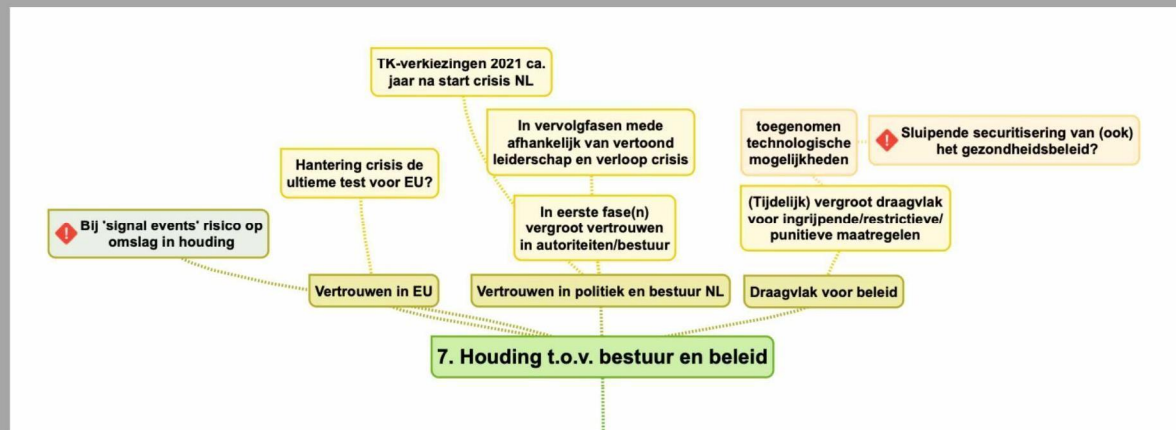 TK-verkiezingen 2021 ca.
jaar na start crisis NL
In vervolgfasen mede
afhankelijk van vertoond
leiderschap en verloop crisis
toegenomen
technologische
mogelijkheden
Sluipende securitisering van (ook)
het gezondheidsbeleid?
Hantering crisis de
ultieme test voor EU?
(Tijdelijk) vergroot draagvlak
voor ingrijpende/restrictieve/
punitieve maatregelen
In eerste fase(n)
vergroot vertrouwen
in autoriteiten/bestuur
Bij 'signal events' risico op
omslag in houding
Vertrouwen in EU
Vertrouwen in politiek en bestuur NL
Draagvlak voor beleid
7. Houding t.o.v. bestuur en beleid